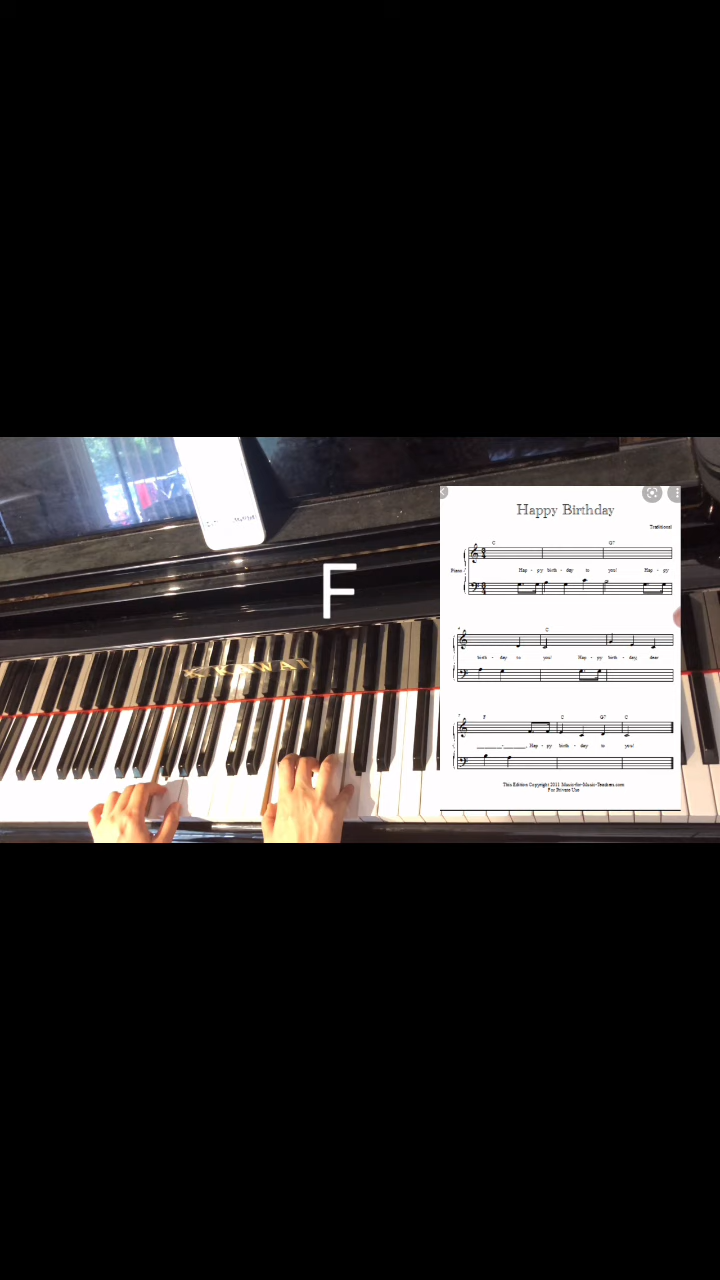 F
KAWAI
Happy Birthday
Traditional
C
G7
Piano
Hap - py birth - day to you! Hap - py
4
C
birth - day to you! Hap - py birth - day, dear
7
F
C
G7
C
Hap - py birth - day to you!
This Edition Copyright 2011 Music-for-Music-Teachers.com
For Private Use